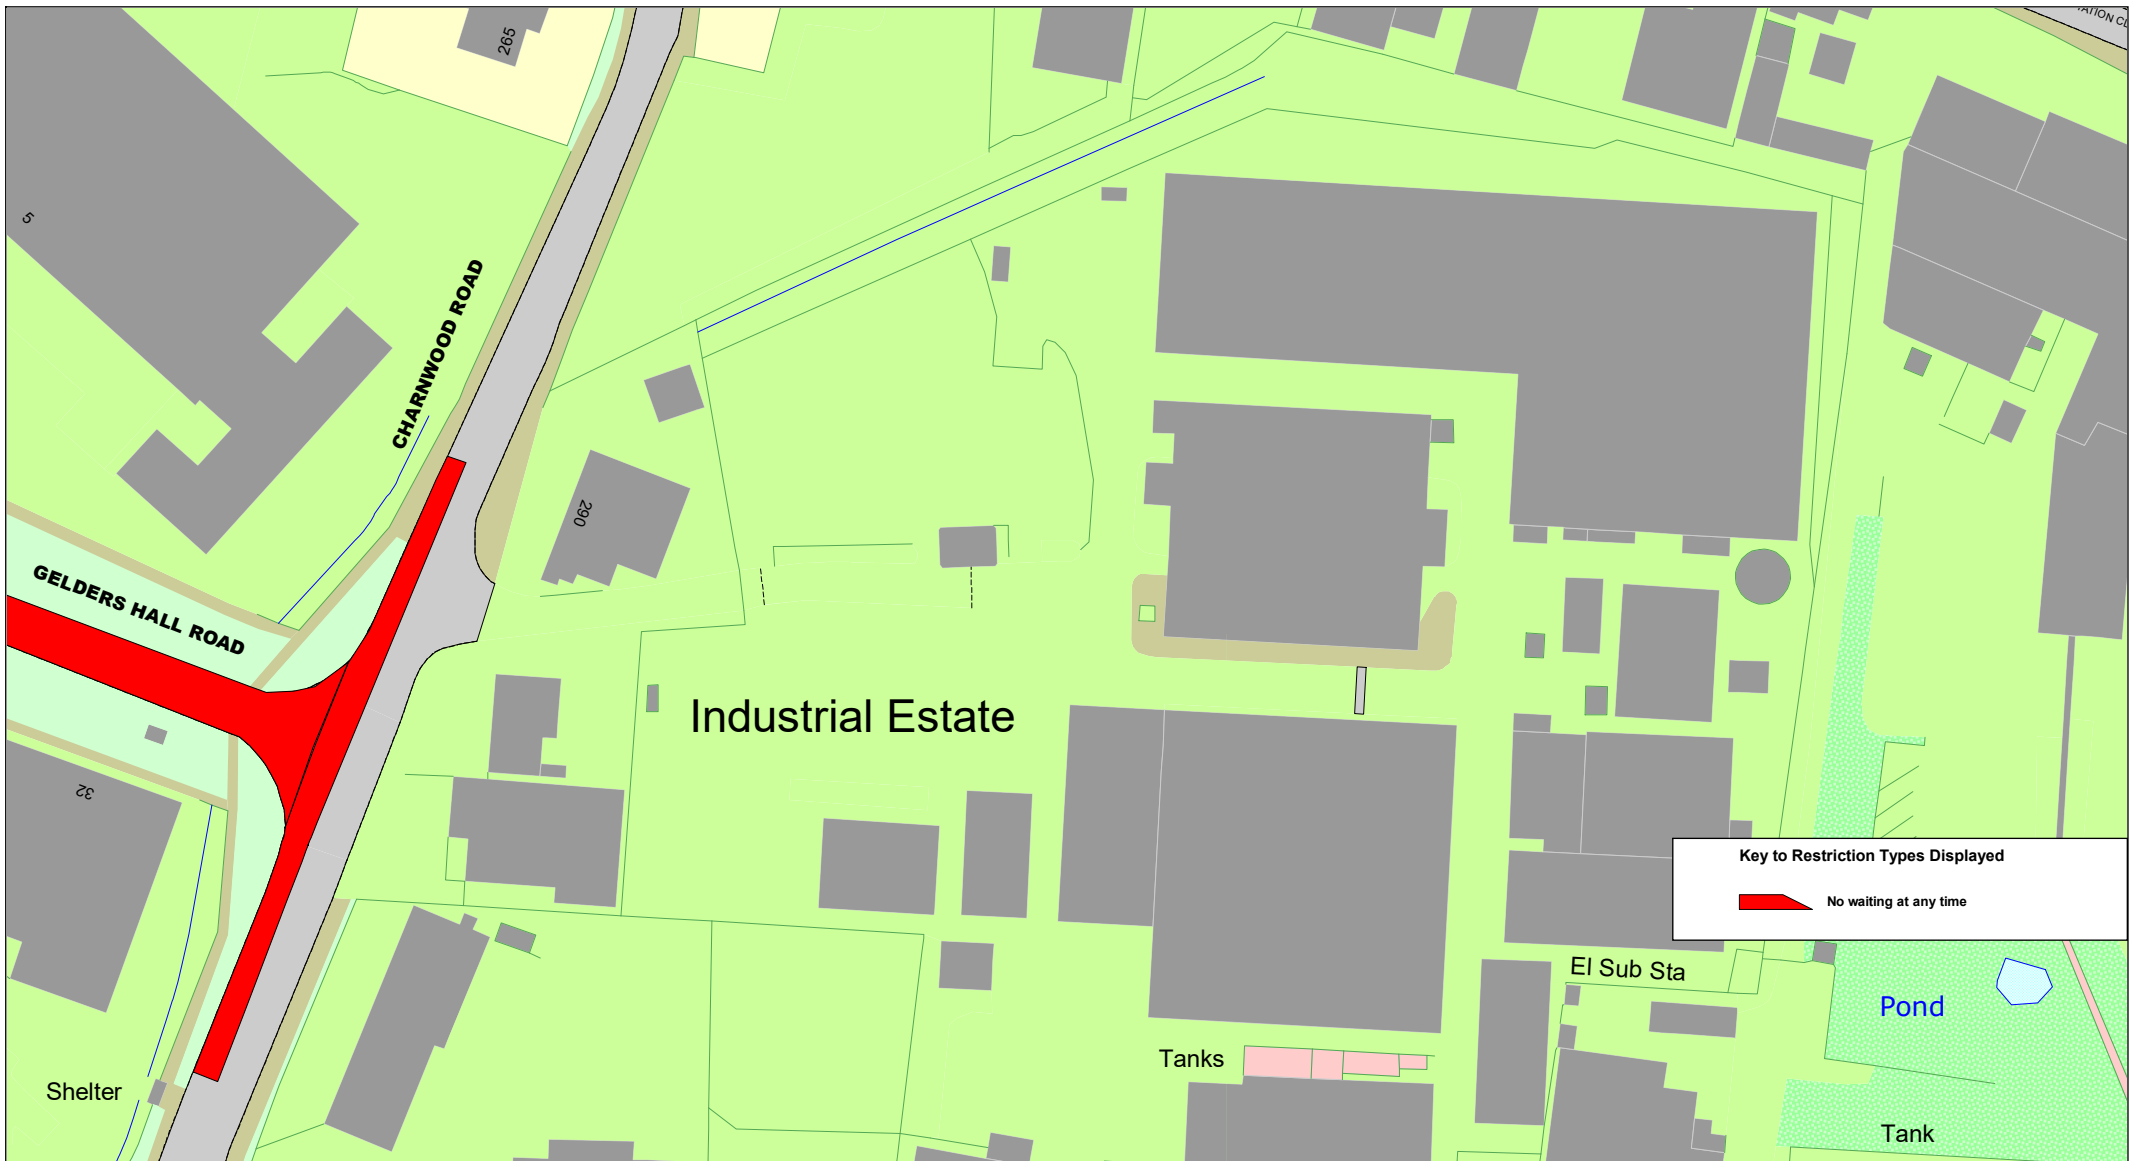 265
5
CHARNWOOD ROAD
290
GELDERS HALL ROAD
Industrial Estate
32
Key to Restriction Types Displayed
No waiting at any time
El Sub Sta
Pond
Tanks
Shelter
Tank